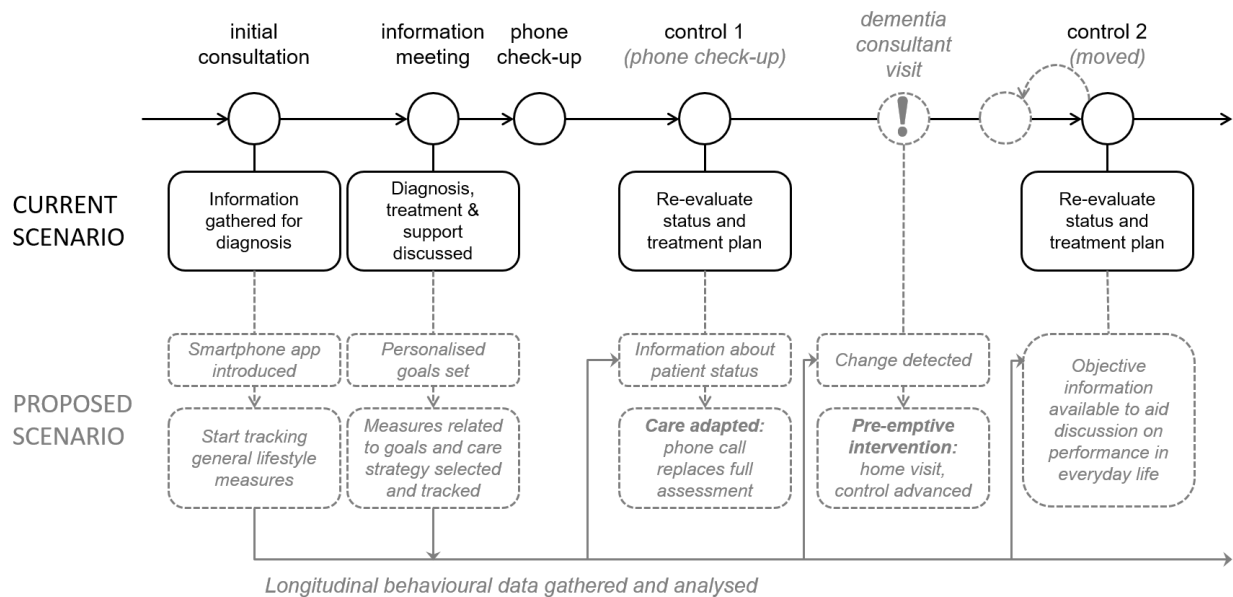 initial
consultation
information
meeting
phone
check-up
control 1
(phone check-up)
dementia
consultant
visit
control 2
(moved)
!
CURRENT
SCENARIO
Information
gathered for
diagnosis
Diagnosis,
treatment &
support
discussed
Re-evaluate
status and
treatment plan
Re-evaluate
status and
treatment plan
PROPOSED
SCENARIO
Smartphone app
introduced
Start tracking
general lifestyle
measures
Personalised
goals set
Measures related
to goals and care
strategy selected
and tracked
Information about
patient status
Care adapted:
phone call
replaces full
assessment
Change detected
Pre-emptive
intervention:
home visit,
control advanced
Objective
information
available to aid
discussion on
performance in
everyday life
Longitudinal behavioural data gathered and analysed